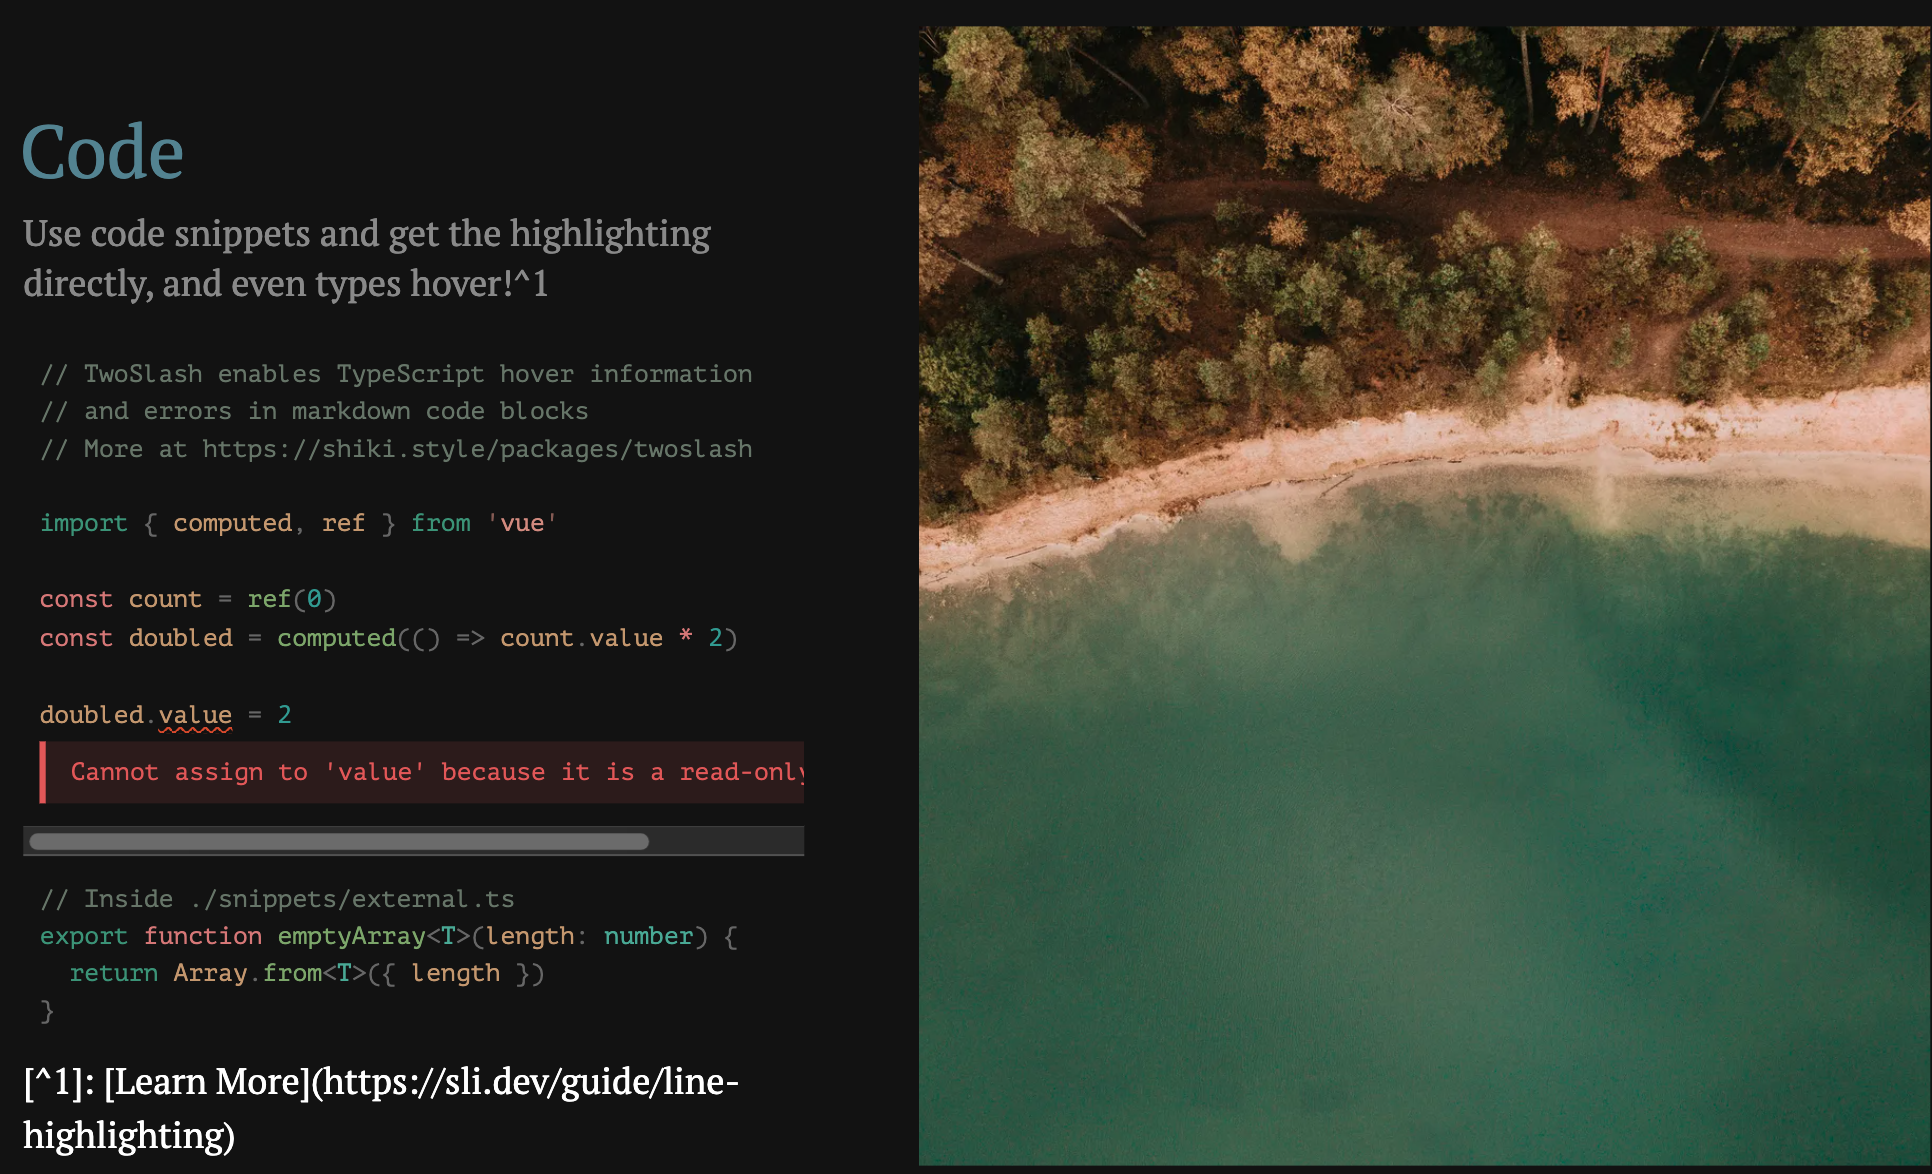 Code
Use code snippets and get the highlighting
directly, and even types hover!^1
// TwoSlash enables TypeScript hover information
// and errors in markdown code blocks
// More at https://shiki.style/packages/twoslash
import { computed, ref } from 'vue'
const count = ref(0)
const doubled = computed(() => count.value * 2)
doubled.value = 2
Cannot assign to 'value' because it is a read-only
// Inside ./snippets/external.ts
export function emptyArray<T>(length: number) {
  return Array.from<T>({ length })
}
[^1]: [Learn More](https://sli.dev/guide/line-
highlighting)